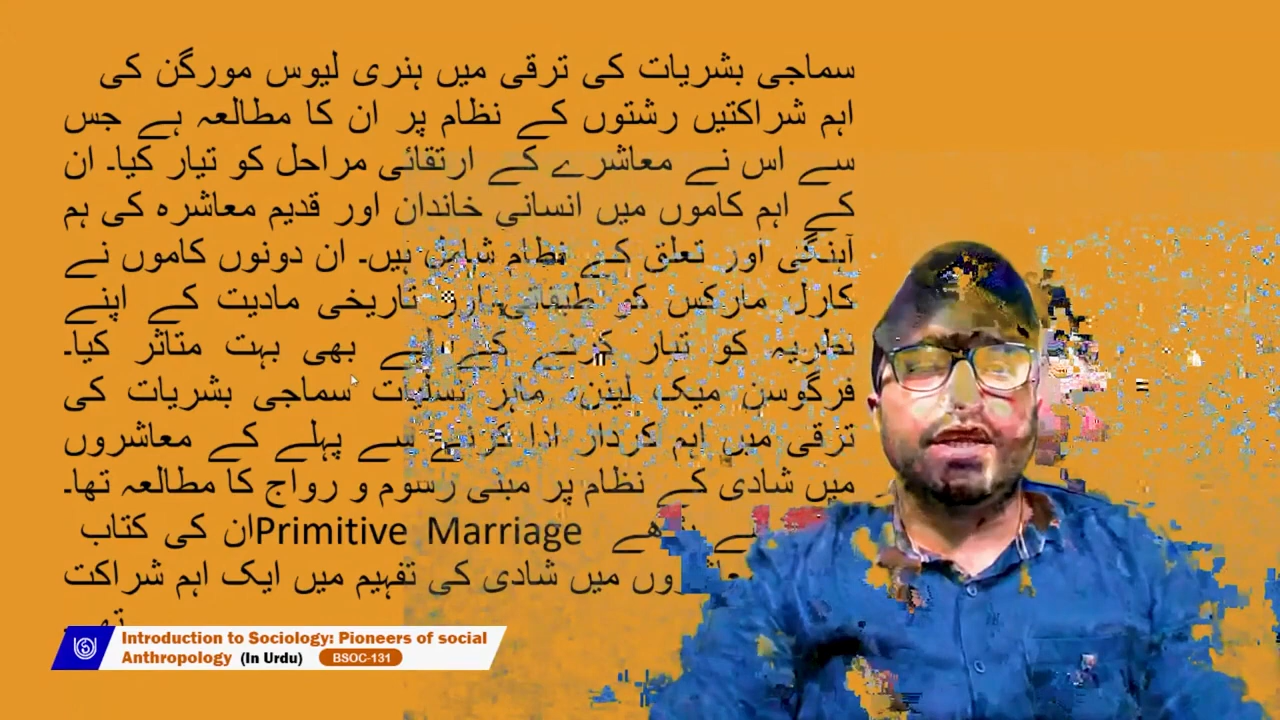 سماجی بشریات کی ترقی میں ہنری لیوس مورگن کی
اہم شراکتیں رشتوں کے نظام پر ان کا مطالعہ ہے جس
سے اس نے معاشرے کے ارتقائی مراحل کو تیار کیا۔ ان
کے اہم کاموں میں انسانی خاندان اور قدیم معاشرہ کی ہم
آہنگی اور تعلق کے نظام شامل ہیں۔ ان دونوں کاموں نے
کارل مارکس کو طبقاتی اور تاریخی مادیت کے اپنے
نظریہ کو تیار کرنے کے لیے بھی بہت متاثر کیا۔
فرگوسن میک لینن، ماہر نسلیات سماجی بشریات کی
ترقی میں اہم کردار ادا کرنے سے پہلے کے معاشروں
میں شادی کے نظام پر مبنی رسوم و رواج کا مطالعہ تھا۔
ان کی کتاب Primitive Marriage
میں شادی کی تفہیم میں ایک اہم شراکت
Introduction to Sociology: Pioneers of social
Anthropology (In Urdu) BSOC-131